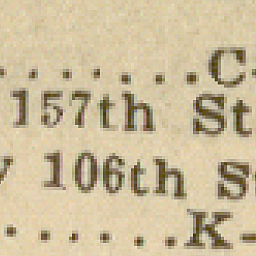 .......C-
157th St
y 106th St
......K-